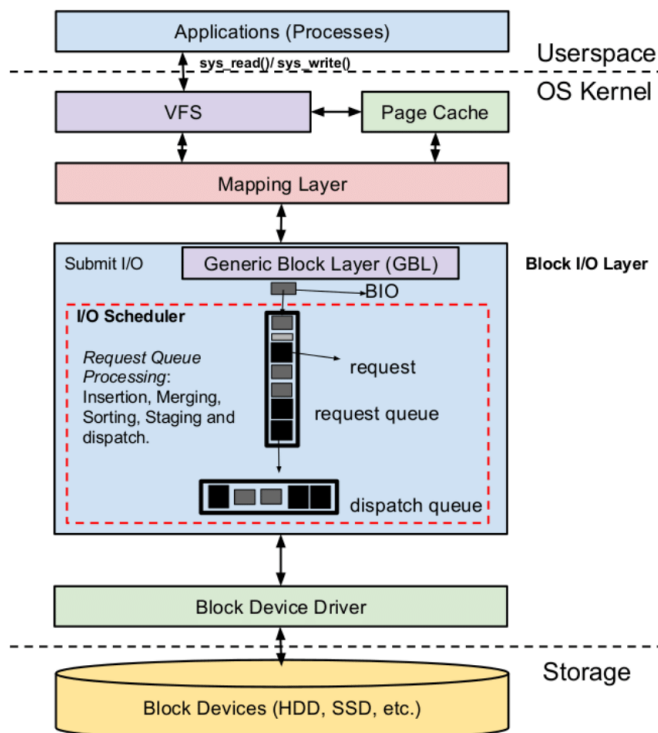 Applications (Processes)
sys_read()/ sys_write()
Userspace
OS Kernel
VFS
Page Cache
Mapping Layer
Submit I/O
Generic Block Layer (GBL)
Block I/O Layer
BIO
I/O Scheduler
Request Queue
Processing:
Insertion, Merging,
Sorting, Staging and
dispatch.
request
request queue
dispatch queue
Block Device Driver
Storage
Block Devices (HDD, SSD, etc.)